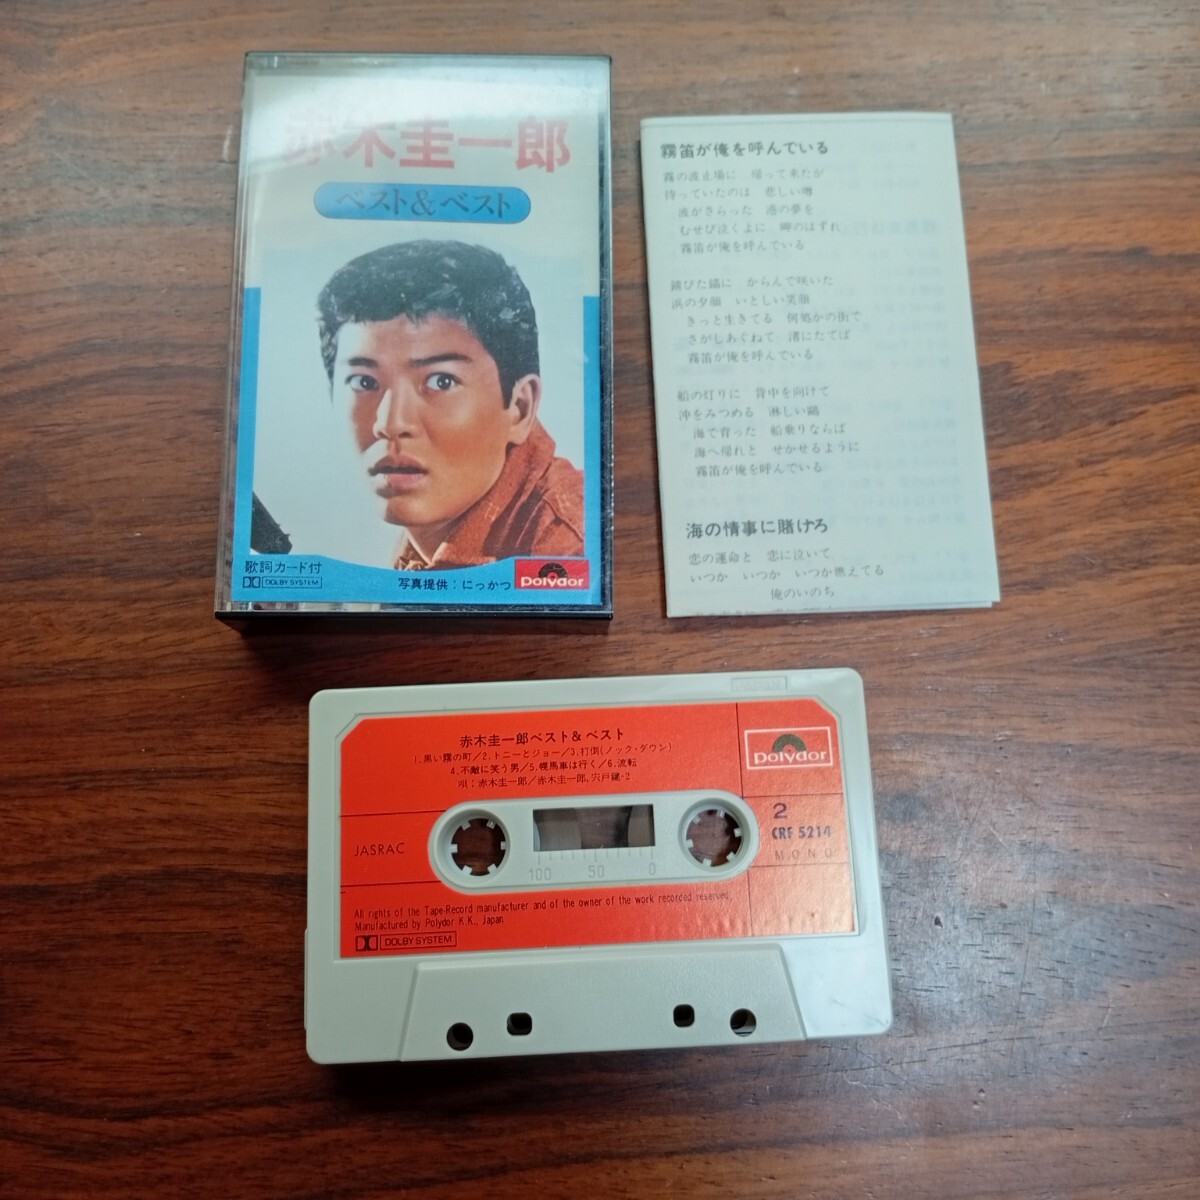 赤木圭一郎
ベスト&ベスト
歌詞カード付
DOLBY SYSTEM
写真提供:にっかつ
Polydor
霧笛が俺を呼んでいる
霧の波止場に 帰って来たが
待っていたのは 悲しい噂
波がさらった 港の夢を
むせび泣くよに 岬のはずれ
霧笛が俺を呼んでいる
錆びた錨に からんで咲いた
浜の夕顔 いとしい笑顔
きっと生きてる 何処かの街で
さがしあぐねて 渚にたてば
霧笛が俺を呼んでいる
船の灯りに 背中を向けて
沖をみつめる 淋しい鷗
海で育った 船乗りならば
海へ帰れと せかせるように
霧笛が俺を呼んでいる
海の情事に賭けろ
恋の運命と 恋に泣いて
いつか いつか いつか燃えてる
俺のいのち
赤木圭一郎ベスト&ベスト
1.黒い霧の町/2.トニーとジョー/3.打倒(ノック・ダウン)
4.不敵に笑う男/5.幌馬車は行く/6.流転
唄:赤木圭一郎/赤木圭一郎,宍戸錠-2
Polydor
2
CRF 5214
MONO
JASRAC
100 50 0
All rights of the Tape-Record manufacturer and of the owner of the work recorded reserved.
Manufactured by Polydor K.K., Japan
DOLBY SYSTEM